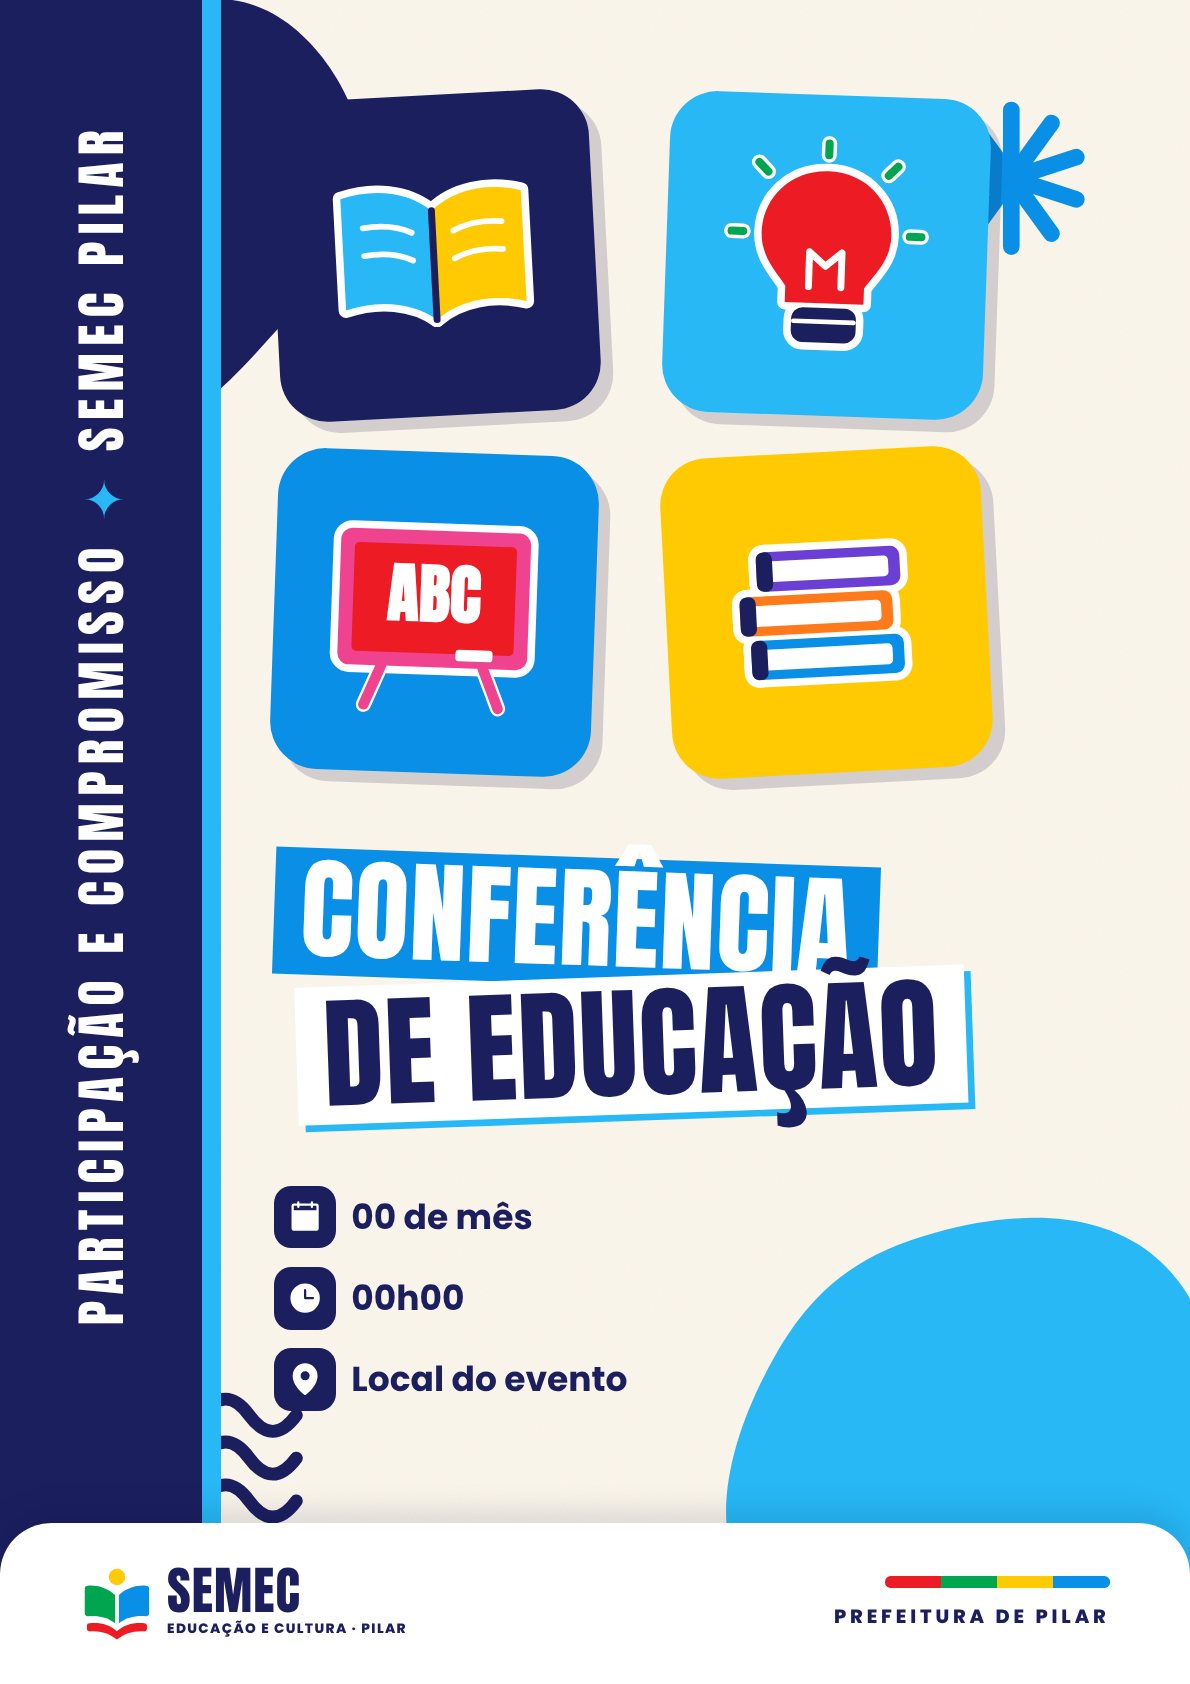 PARTICIPAÇÃO E COMPROMISSO ✦ SEMEC PILAR
M
ABC
CONFERÊNCIA
DE EDUCAÇÃO
00 de mês
00h00
Local do evento
SEMEC
EDUCAÇÃO E CULTURA · PILAR
PREFEITURA DE PILAR